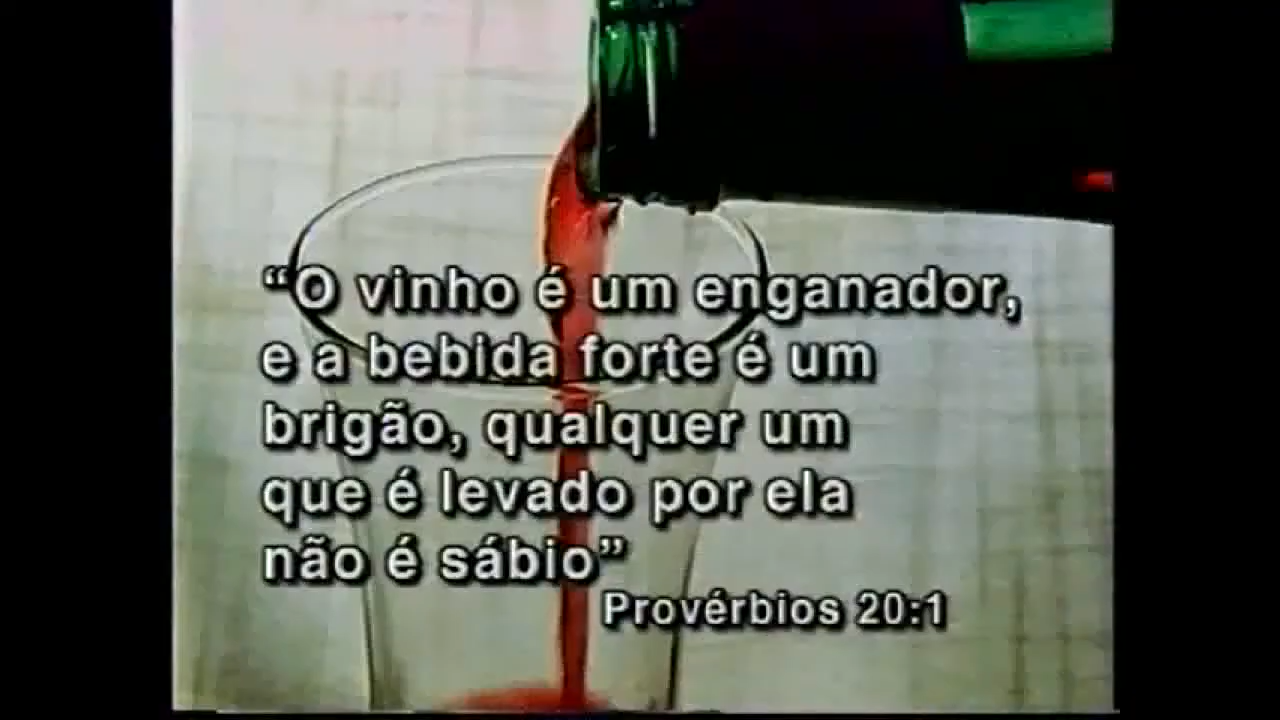 “O vinho é um enganador,
e a bebida forte é um
brigão, qualquer um
que é levado por ela
não é sábio”
Provérbios 20:1